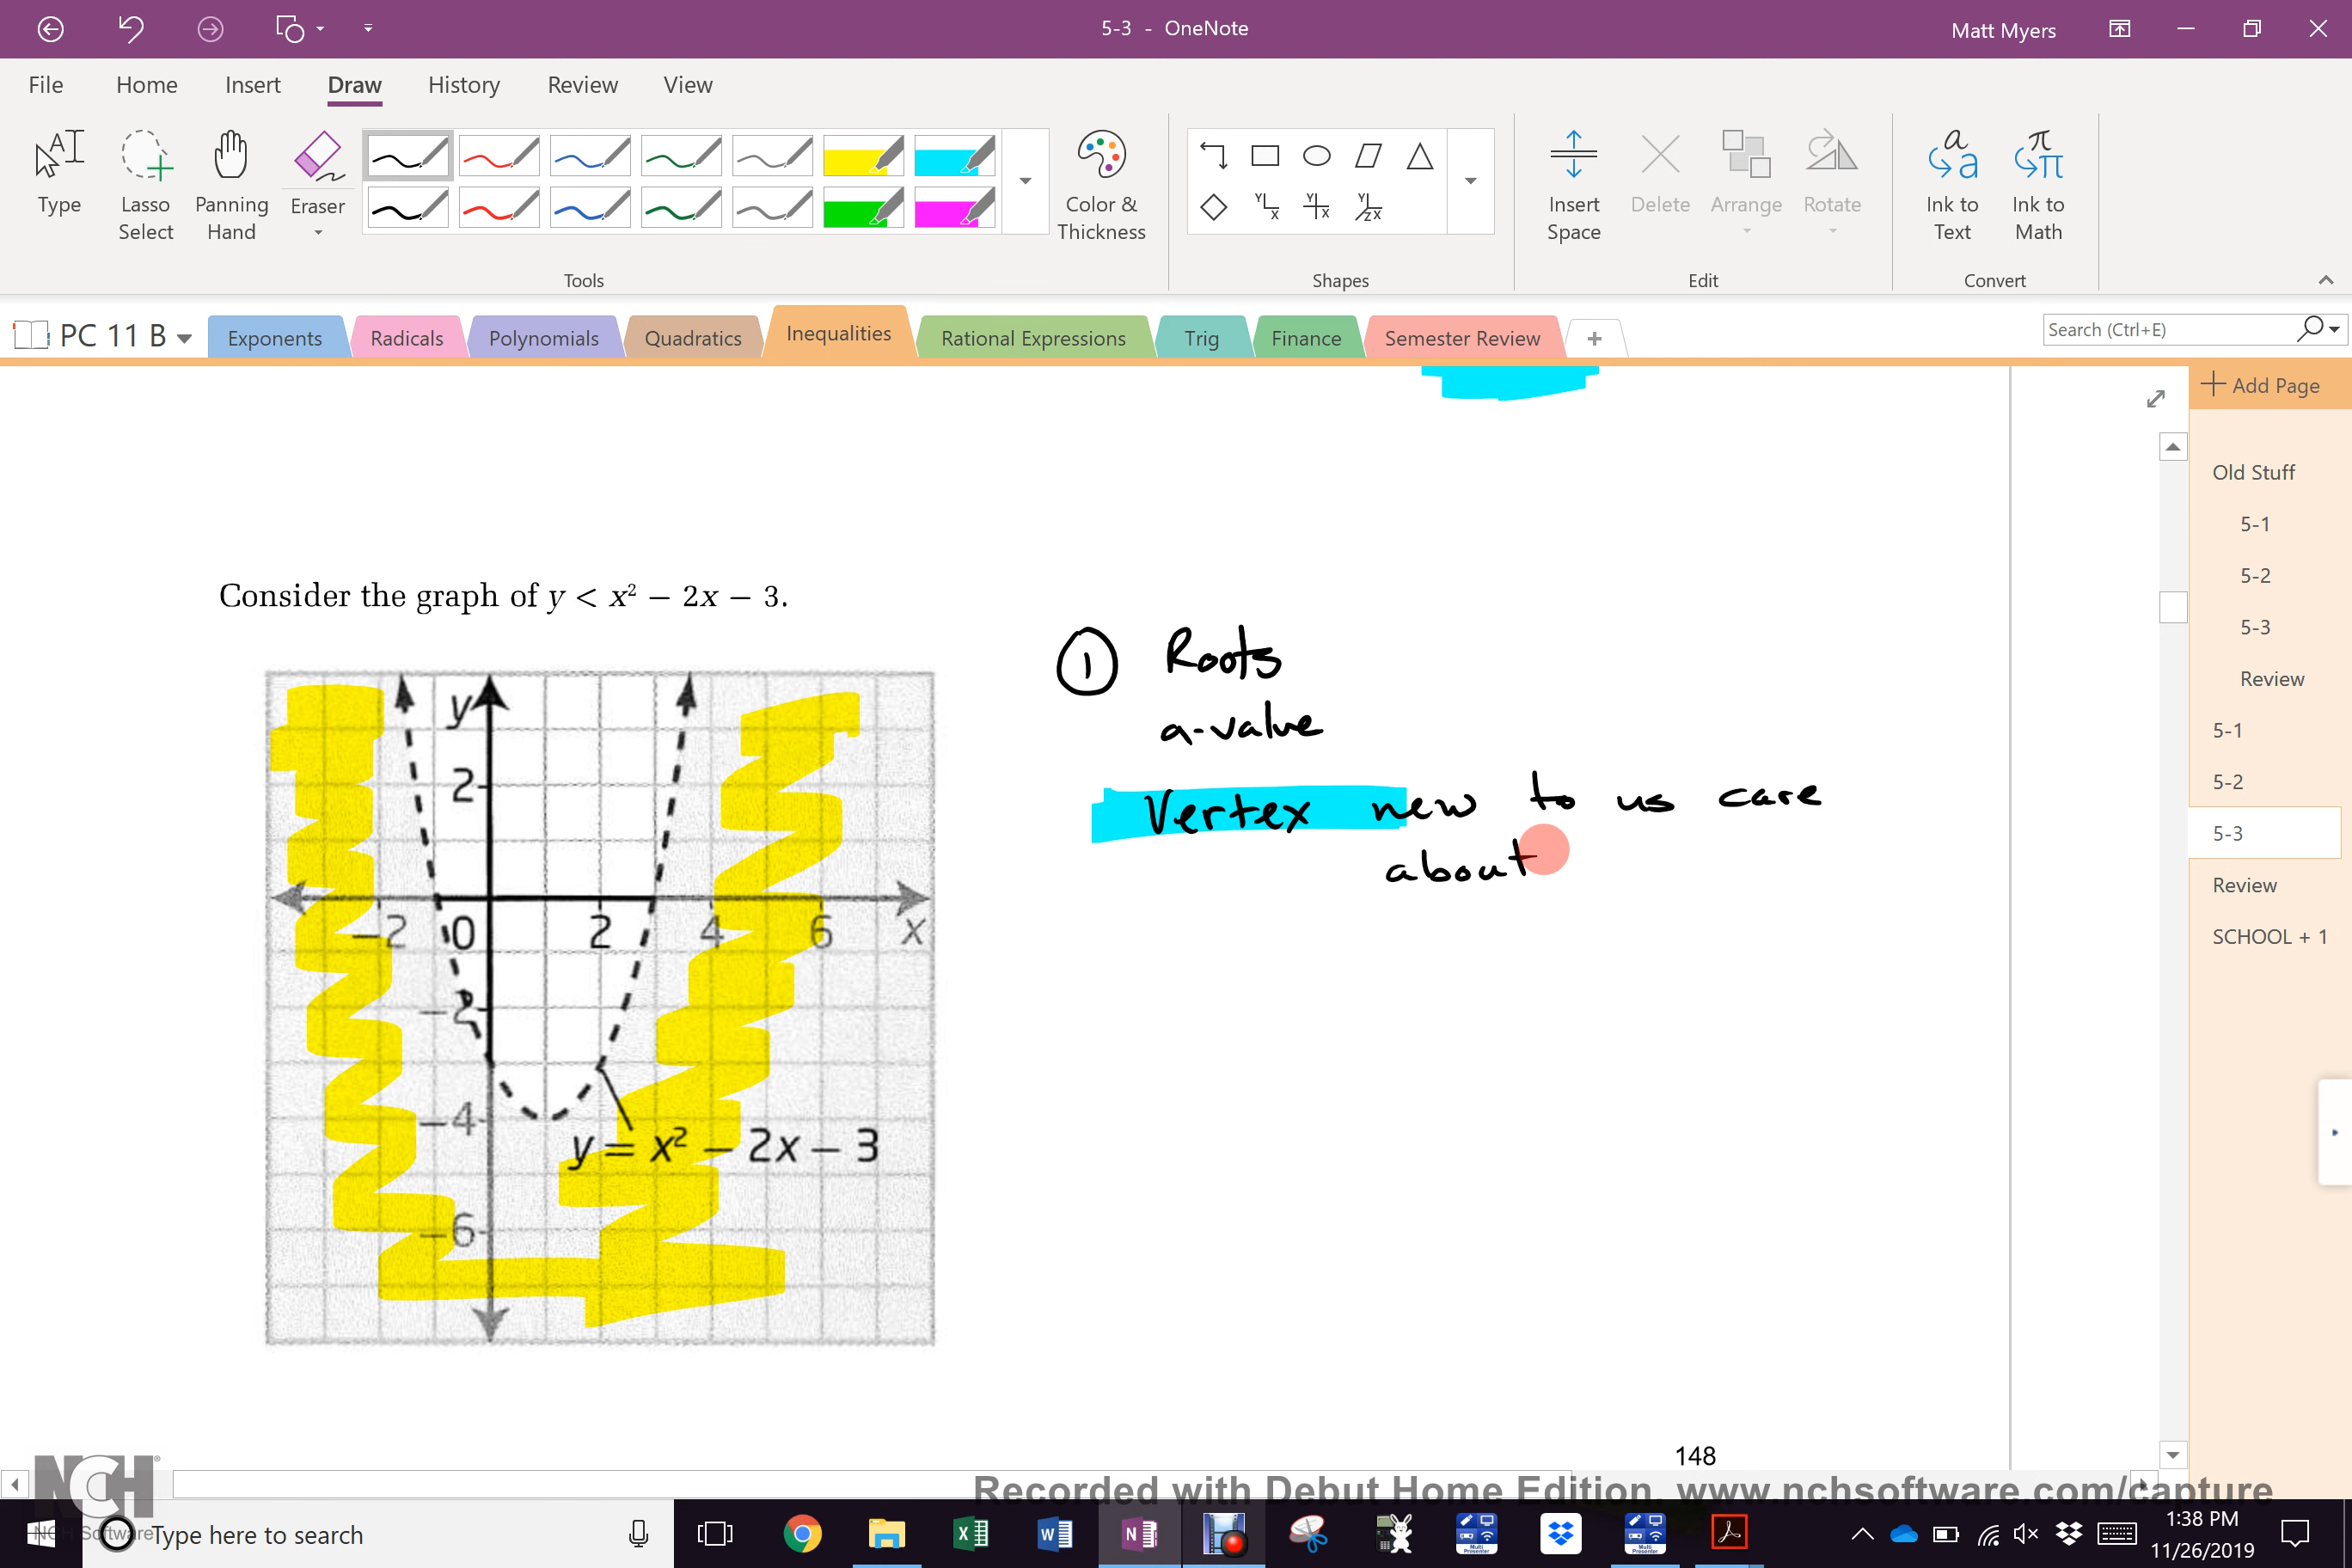 5-3 - OneNote
Matt Myers
File Home Insert Draw History Review View
Type
Lasso Select
Panning Hand
Eraser
Color & Thickness
Insert Space
Delete
Arrange
Rotate
Ink to Text
Ink to Math
Tools
Shapes
Edit
Convert
PC 11 B
Exponents Radicals Polynomials Quadratics Inequalities Rational Expressions Trig Finance Semester Review
Search (Ctrl+E)
Add Page
Old Stuff
5-1
5-2
5-3
Review
5-1
5-2
5-3
Review
SCHOOL + 1
Consider the graph of y < x² − 2x − 3.
① Roots
a-value
Vertex new to us care
about
y
2
−2 0 2 4 6 x
−2
−4
y = x² − 2x − 3
−6
148
NCH®
NCH Software
Recorded with Debut Home Edition. www.nchsoftware.com/capture
Type here to search
1:38 PM
11/26/2019